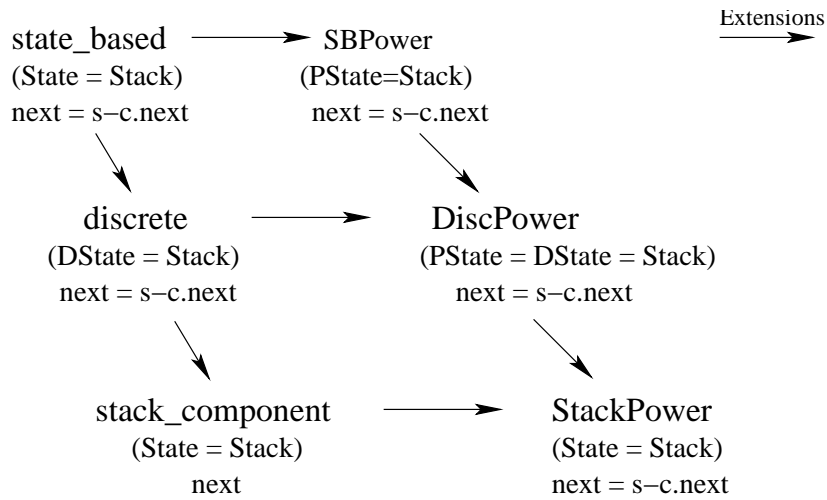 Extensions
state_based
SBPower
(State = Stack)
(PState=Stack)
next = s−c.next
next = s−c.next
discrete
DiscPower
(DState = Stack)
(PState = DState = Stack)
next = s−c.next
next = s−c.next
stack_component
StackPower
(State = Stack)
(State = Stack)
next
next = s−c.next